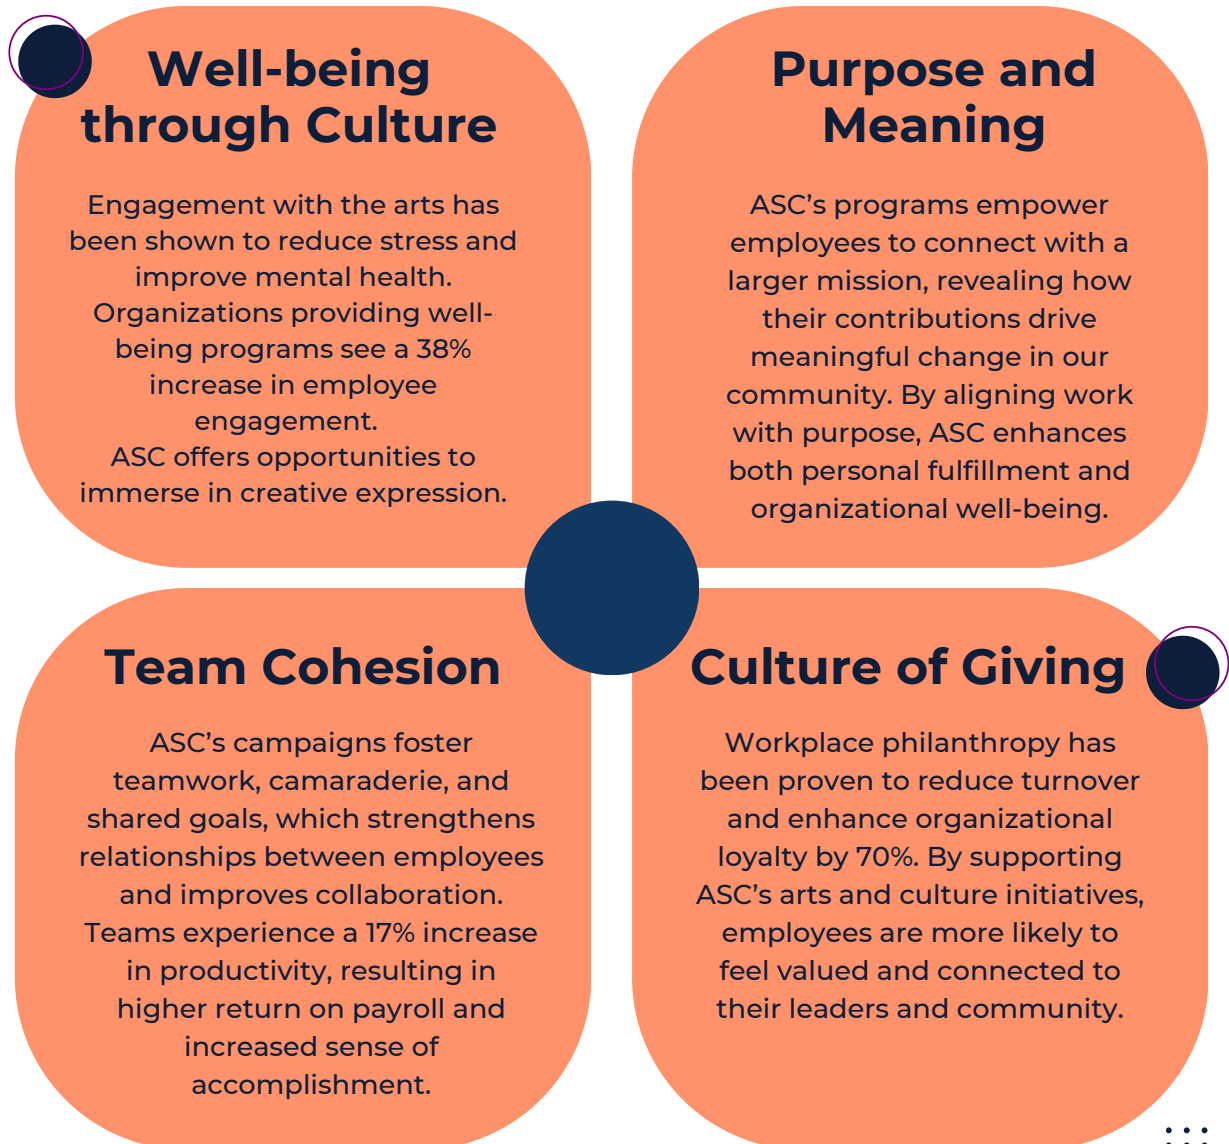 Well-being
through Culture
Engagement with the arts has
been shown to reduce stress and
improve mental health.
Organizations providing well-
being programs see a 38%
increase in employee
engagement.
ASC offers opportunities to
immerse in creative expression.
Purpose and
Meaning
ASC’s programs empower
employees to connect with a
larger mission, revealing how
their contributions drive
meaningful change in our
community. By aligning work
with purpose, ASC enhances
both personal fulfillment and
organizational well-being.
Team Cohesion
ASC’s campaigns foster
teamwork, camaraderie, and
shared goals, which strengthens
relationships between employees
and improves collaboration.
Teams experience a 17% increase
in productivity, resulting in
higher return on payroll and
increased sense of
accomplishment.
Culture of Giving
Workplace philanthropy has
been proven to reduce turnover
and enhance organizational
loyalty by 70%. By supporting
ASC’s arts and culture initiatives,
employees are more likely to
feel valued and connected to
their leaders and community.